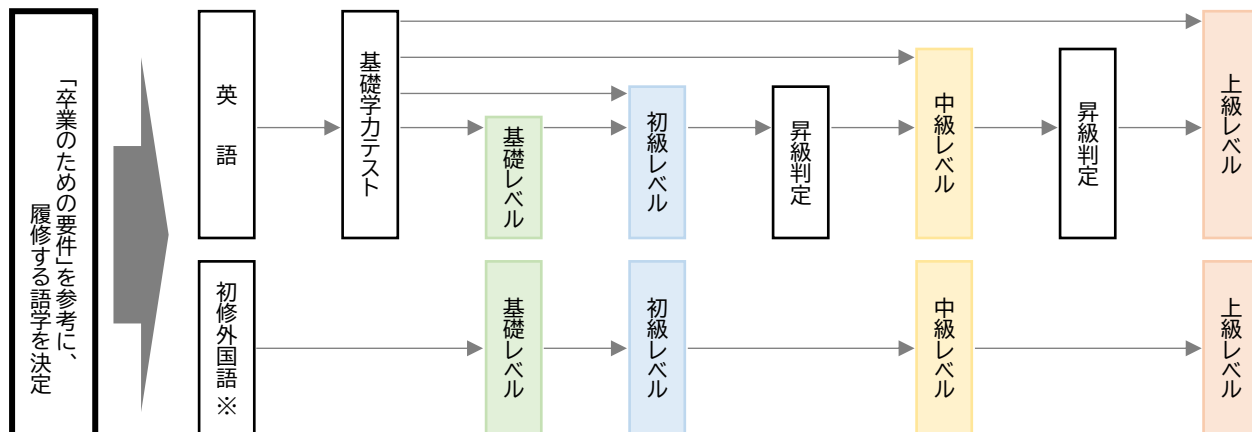 「卒業のための要件」を参考に、
履修する語学を決定
英語
基礎学力テスト
基礎レベル
初級レベル
昇級判定
中級レベル
昇級判定
上級レベル
初修外国語※
基礎レベル
初級レベル
中級レベル
上級レベル